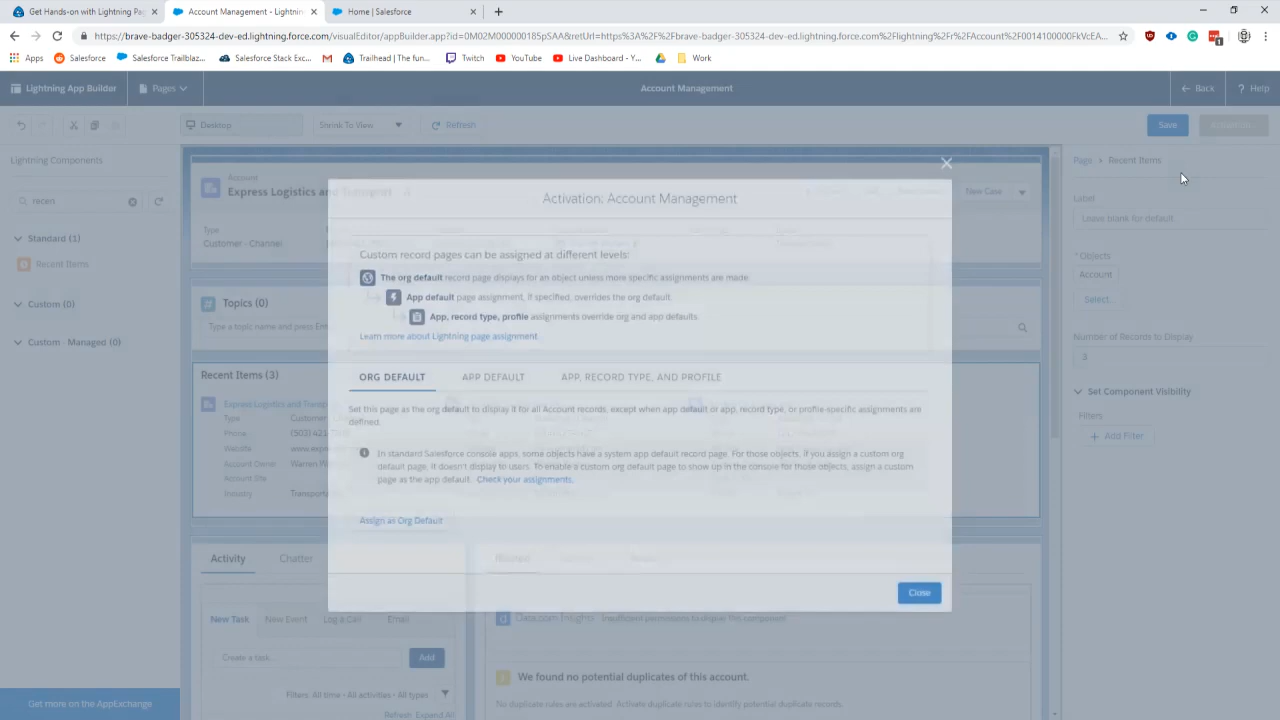 Get Hands-on with Lightning Pag
Account Management - Lightnin
Home | Salesforce
https://brave-badger-305324-dev-ed.lightning.force.com/visualEditor/appBuilder.app?id=0M02M000000185pSAA&retUrl=https%3A%2F%2Fbrave-badger-305324-dev-ed.lightning.force.com%2Flightning%2Fr%2FAccount%2F0014100000FkVcEA...
Apps
Salesforce
Salesforce Trailblaz...
Salesforce Stack Exc...
Trailhead | The fun...
Twitch
YouTube
Live Dashboard - Y...
Work
Lightning App Builder
Pages
Account Management
Back
? Help
Desktop
Shrink To View
Refresh
Save
Lightning Components
Page > Recent Items
recen
Standard (1)
Recent Items
Custom (0)
Custom - Managed (0)
Get more on the AppExchange
Account
Express Logistics and Transport
New Case
Type
Customer - Channel
Topics (0)
Type a topic name and press Ent
Recent Items (3)
Express Logistics and Transp
Type
Customer
Phone
(503) 421-
Website
www.expre
Account Owner
Warren W
Account Site
Industry
Transport
Activity
Chatter
New Task
New Event
Log a Call
Email
Create a task...
Add
Filters: All time • All activities • All types
Refresh
Expand All
Activation: Account Management
Custom record pages can be assigned at different levels:
The org default record page displays for an object unless more specific assignments are made.
App default page assignment, if specified, overrides the org default.
App, record type, profile assignments override org and app defaults.
Learn more about Lightning page assignment.
ORG DEFAULT
APP DEFAULT
APP, RECORD TYPE, AND PROFILE
Set this page as the org default to display it for all Account records, except when app default or app, record type, or profile-specific assignments are
defined.
In standard Salesforce console apps, some objects have a system app default record page. For those objects, if you assign a custom org
default page, it doesn't display to users. To enable a custom org default page to show up in the console for those objects, assign a custom
page as the app default. Check your assignments.
Assign as Org Default
Related
Close
Data.com Insights
Insufficient permissions to display this component
We found no potential duplicates of this account.
No duplicate rules are activated. Activate duplicate rules to identify potential duplicate records.
Label
Leave blank for default...
* Objects
Account
Select...
Number of Records to Display
3
Set Component Visibility
Filters
+ Add Filter